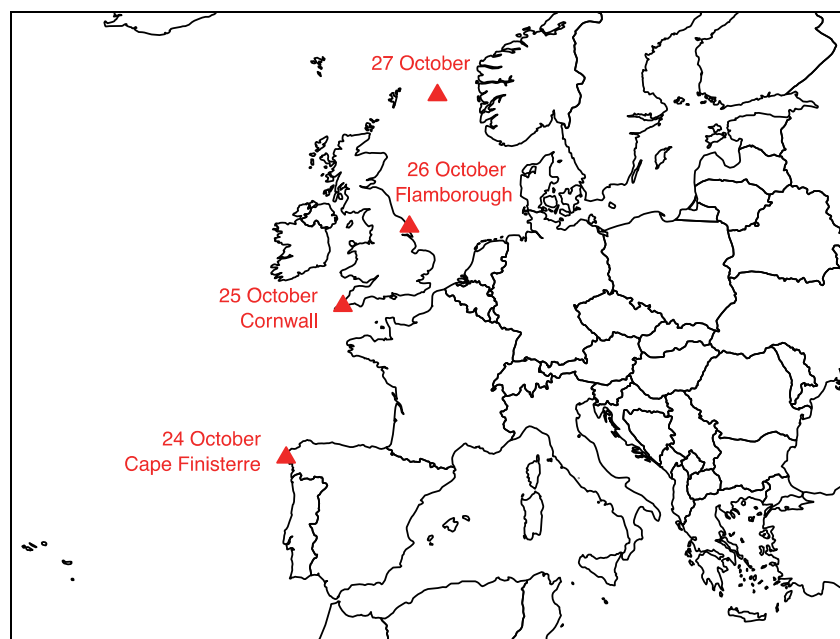 27 October
26 October
Flamborough
25 October
Cornwall
24 October
Cape Finisterre